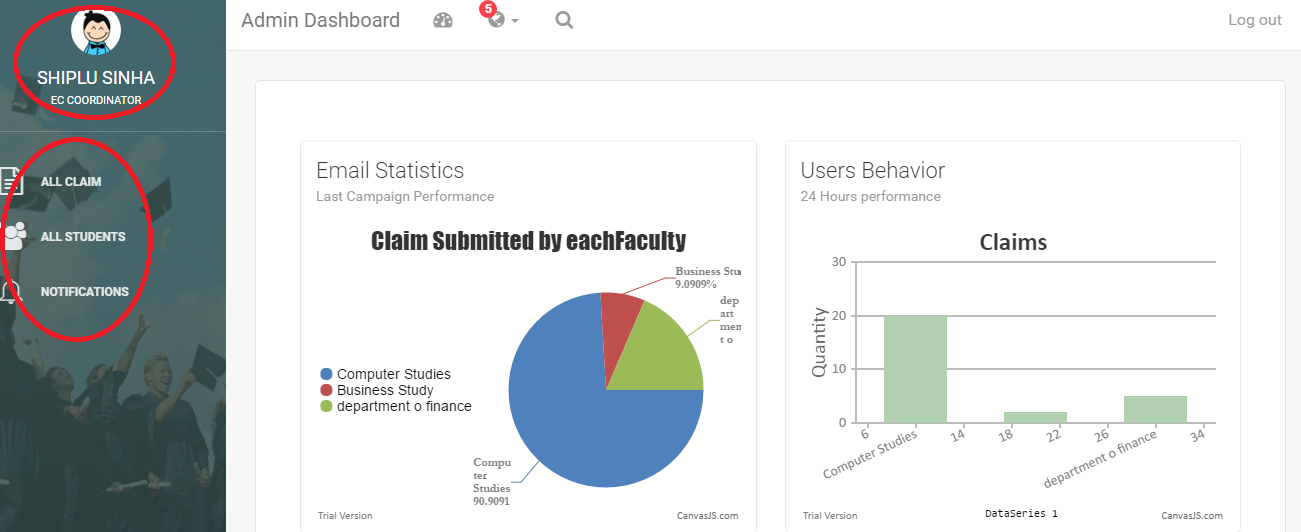 SHIPLU SINHA
EC COORDINATOR
ALL CLAIM
ALL STUDENTS
NOTIFICATIONS
Admin Dashboard
5
Log out
Email Statistics
Last Campaign Performance
Claim Submitted by eachFaculty
Business Stu
9.0909%
dep
art
men
t o
Computer Studies
Business Study
department o finance
Compu
ter
Studies
90.9091
Trial Version
CanvasJS.com
Users Behavior
24 Hours performance
Claims
Quantity
30
20
10
0
6
14
18
22
26
34
Computer Studies
department o finance
DataSeries 1
Trial Version
CanvasJS.com